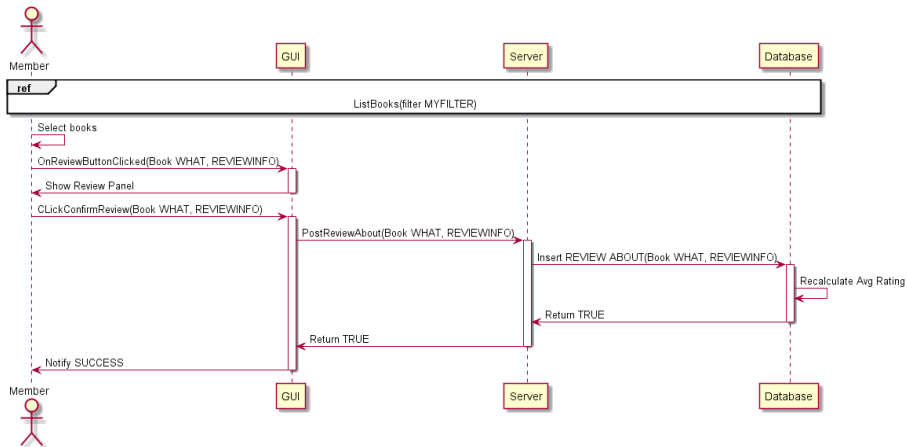 Member
GUI
Server
Database
ref
ListBooks(filter MYFILTER)
Select books
OnReviewButtonClicked(Book WHAT, REVIEWINFO)
Show Review Panel
CLickConfirmReview(Book WHAT, REVIEWINFO)
PostReviewAbout(Book WHAT, REVIEWINFO)
Insert REVIEW ABOUT(Book WHAT, REVIEWINFO)
Recalculate Avg Rating
Return TRUE
Return TRUE
Notify SUCCESS
Member
GUI
Server
Database